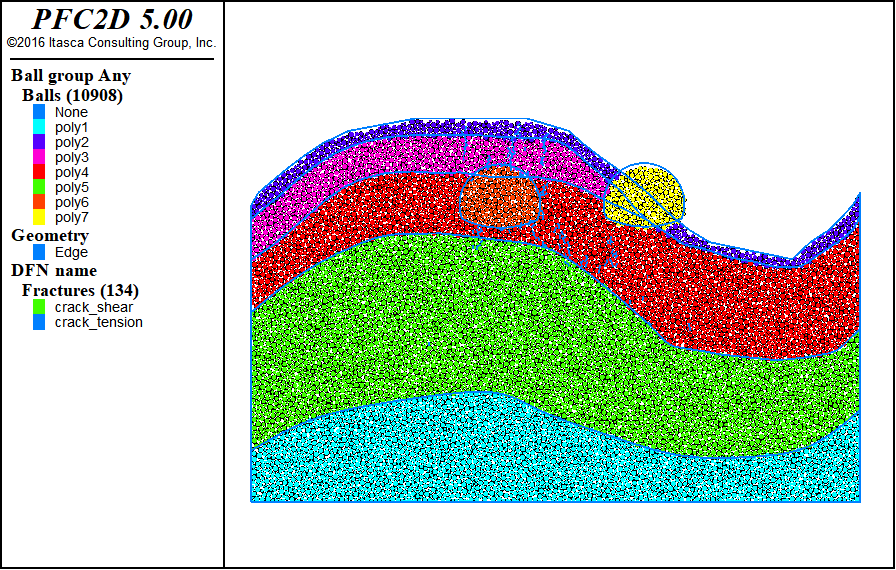 PFC2D 5.00
©2016 Itasca Consulting Group, Inc.
Ball group Any
Balls (10908)
None
poly1
poly2
poly3
poly4
poly5
poly6
poly7
Geometry
Edge
DFN name
Fractures (134)
crack_shear
crack_tension